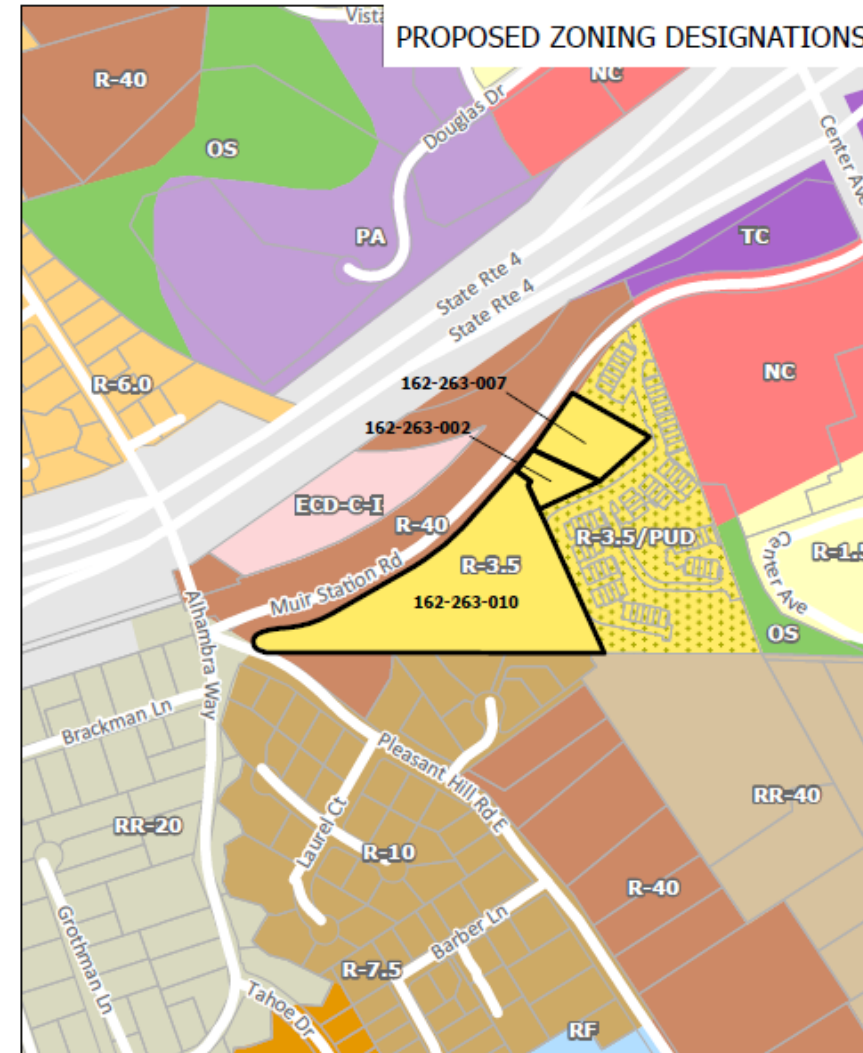 Vista
PROPOSED ZONING DESIGNATIONS
NC
R-40
Douglas Dr
Center Ave
OS
PA
TC
State Rte 4
State Rte 4
R-6.0
162-263-007
NC
162-263-002
ECD-C-I
R-40
R-3.5/PUD
R-3.5
Center Ave
R-1.5
Muir Station Rd
162-263-010
OS
Alhambra Way
Brackman Ln
Pleasant Hill Rd E
RR-40
RR-20
Laurel Ct
R-10
R-40
Grothman Ln
Barber Ln
R-7.5
Tahoe Dr
RF